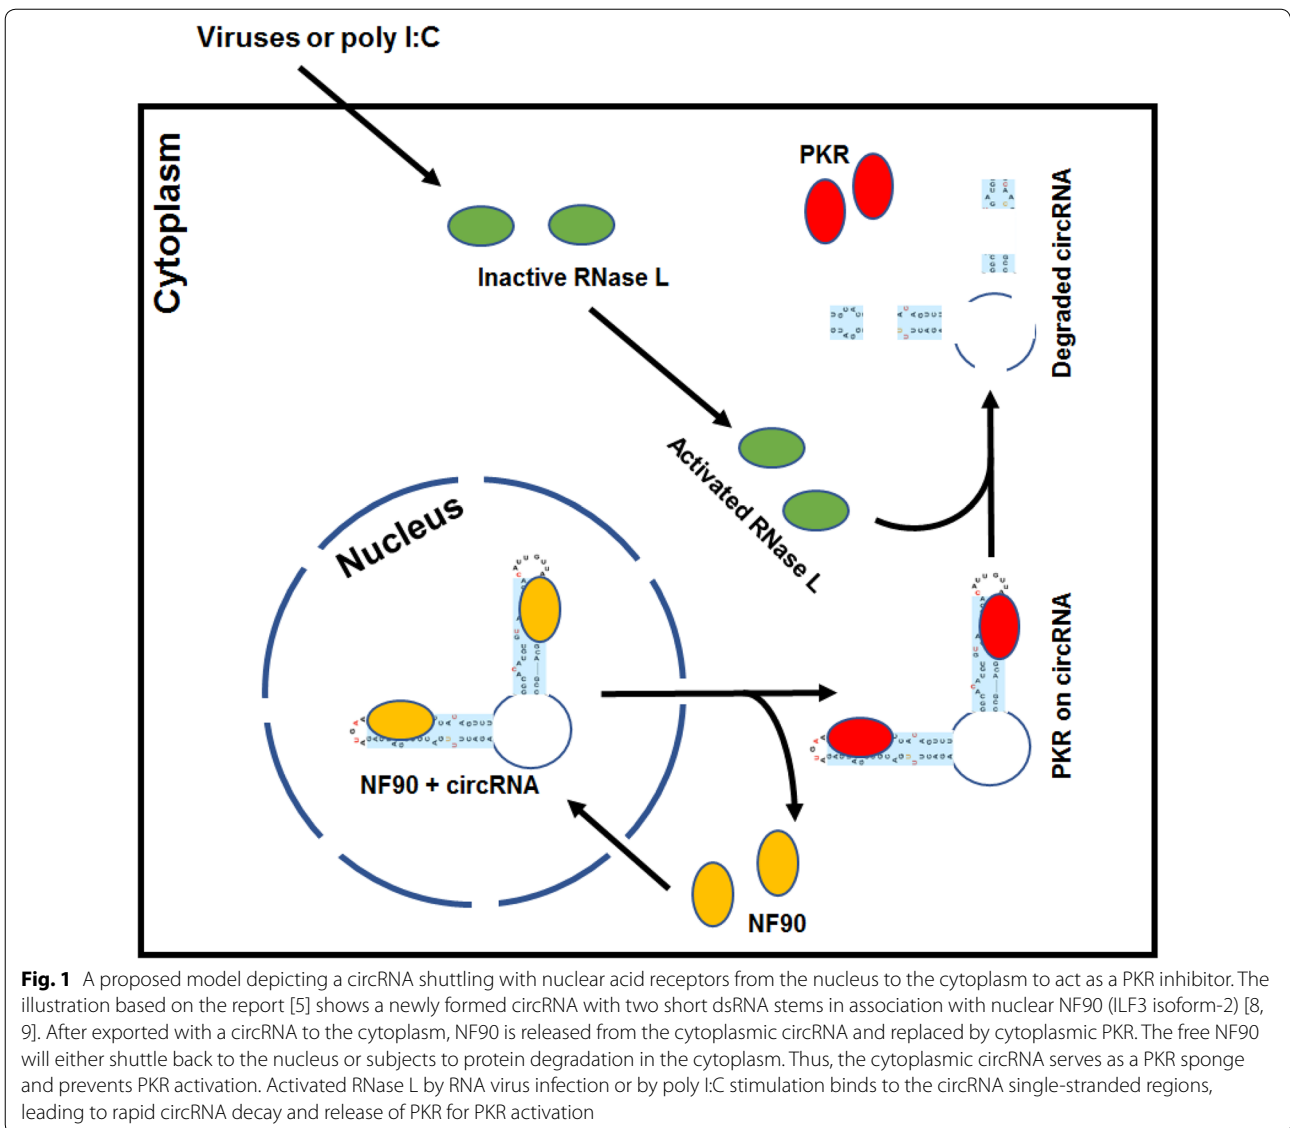 Viruses or poly I:C
Cytoplasm
PKR
Degraded circRNA
Inactive RNase L
Activated RNase L
Nucleus
NF90 + circRNA
PKR on circRNA
NF90
Fig. 1 A proposed model depicting a circRNA shuttling with nuclear acid receptors from the nucleus to the cytoplasm to act as a PKR inhibitor. The
illustration based on the report [5] shows a newly formed circRNA with two short dsRNA stems in association with nuclear NF90 (ILF3 isoform-2) [8,
9]. After exported with a circRNA to the cytoplasm, NF90 is released from the cytoplasmic circRNA and replaced by cytoplasmic PKR. The free NF90
will either shuttle back to the nucleus or subjects to protein degradation in the cytoplasm. Thus, the cytoplasmic circRNA serves as a PKR sponge
and prevents PKR activation. Activated RNase L by RNA virus infection or by poly I:C stimulation binds to the circRNA single-stranded regions,
leading to rapid circRNA decay and release of PKR for PKR activation